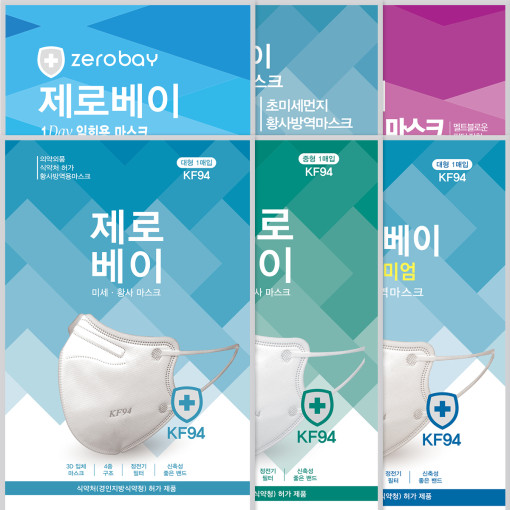 zerobay
제로베이
1Day 일회용 마스크
이
스크
초미세먼지
황사방역마스크
마스크
멜트블로운
의약외품
식약처 허가
황사방역용마스크
대형 1매입
KF94
제로
베이
미세 · 황사 마스크
KF94
KF94
3D 입체
마스크
4층
구조
정전기
필터
신축성
좋은 밴드
식약처(경인지방식약청) 허가 제품
중형 1매입
KF94
로
이
사 마스크
KF94
정전기
필터
신축성
좋은 밴드
식약청) 허가 제품
대형 1매입
KF94
베이
미엄
역마스크
KF94
정전기
필터
신축성
좋은 밴드
식약청) 허가 제품